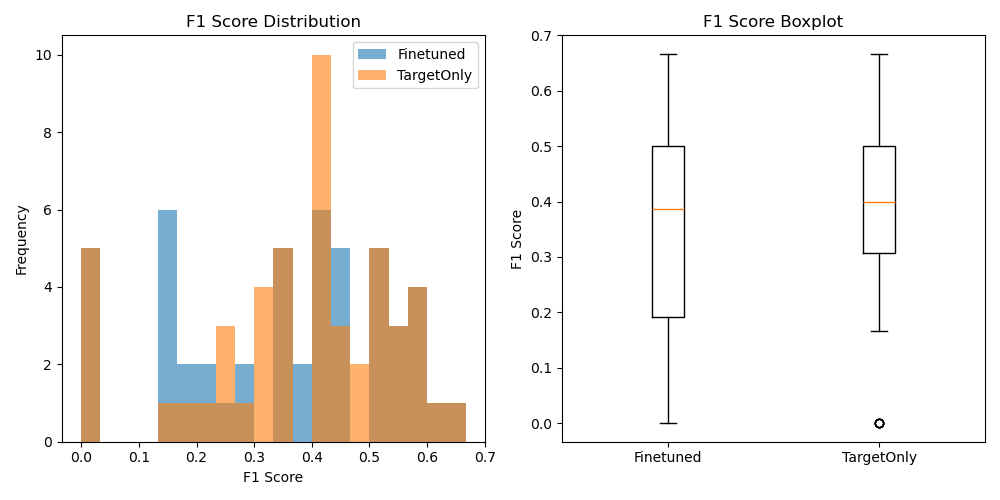 F1 Score Distribution
Finetuned
TargetOnly
Frequency
10
8
6
4
2
0
0.0 0.1 0.2 0.3 0.4 0.5 0.6 0.7
F1 Score
F1 Score Boxplot
F1 Score
0.7
0.6
0.5
0.4
0.3
0.2
0.1
0.0
Finetuned TargetOnly